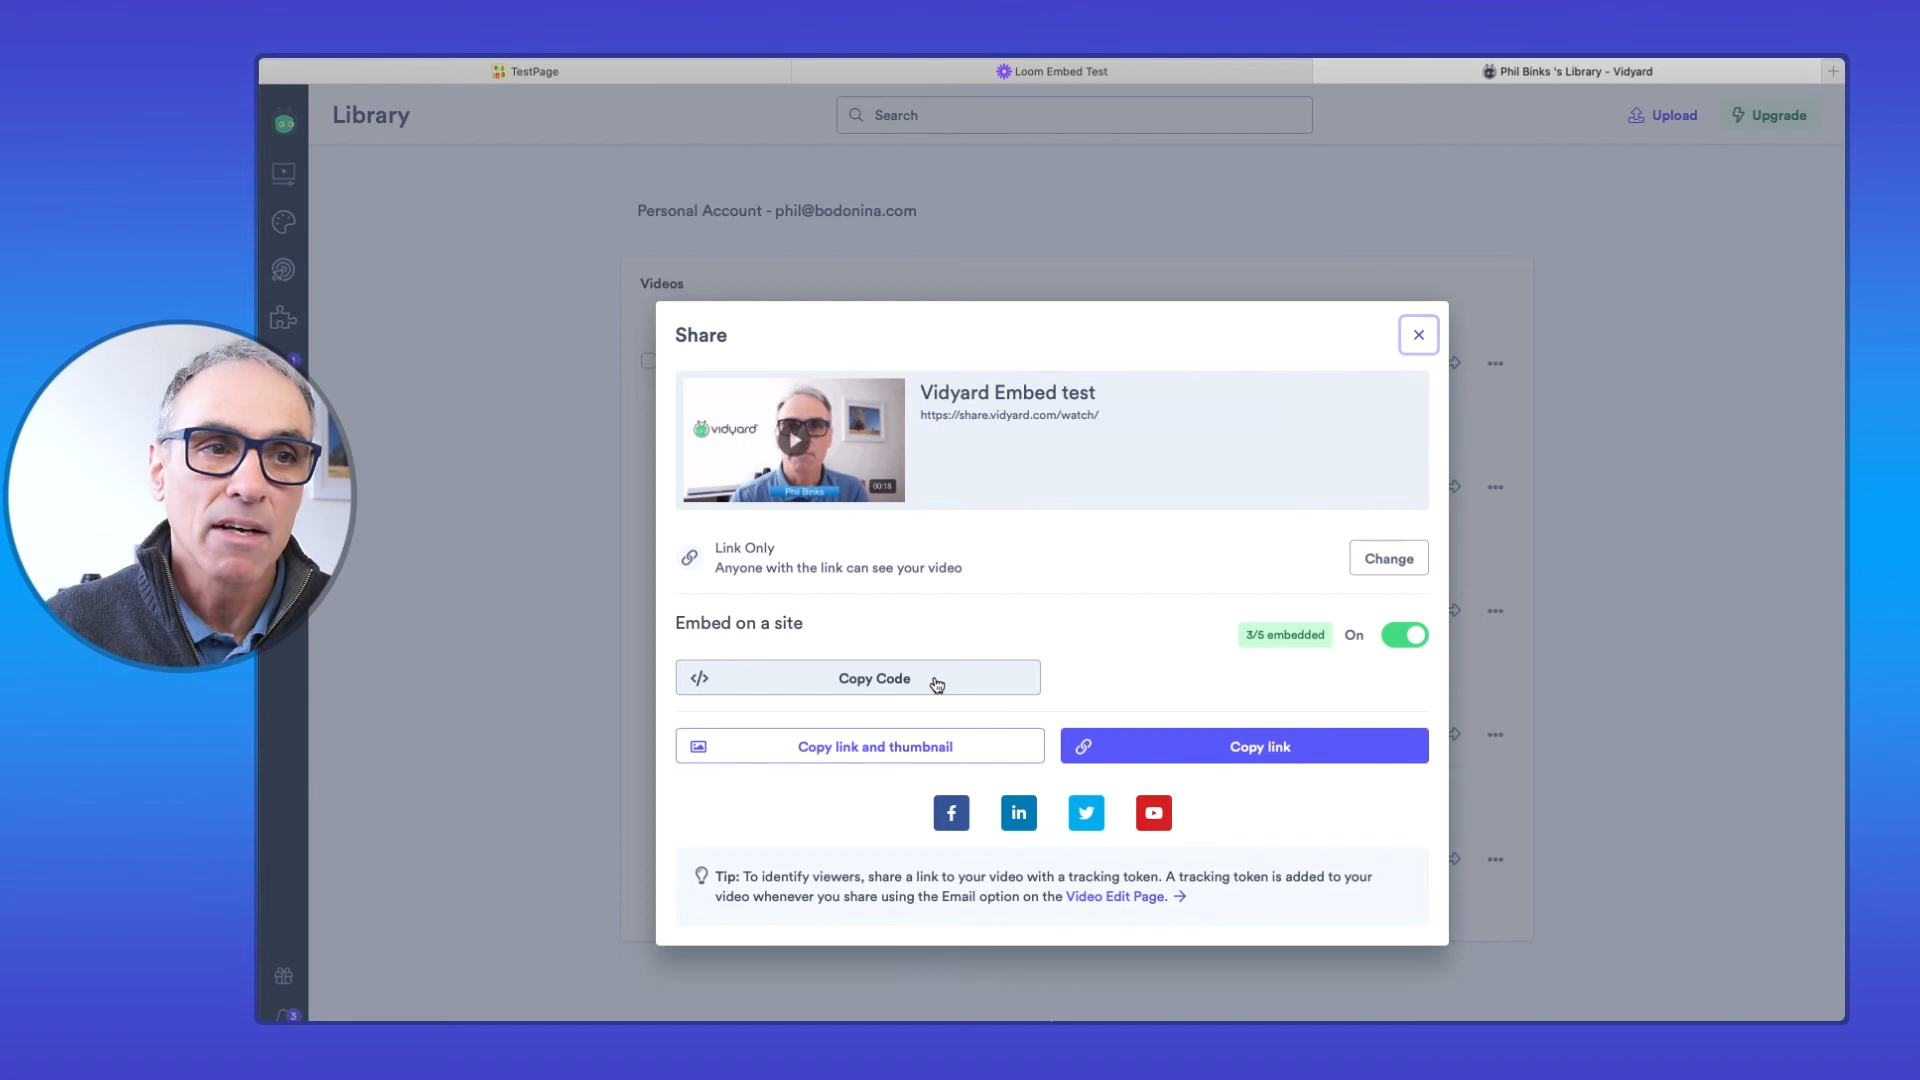 TestPage
Loom Embed Test
Phil Binks 's Library - Vidyard
Library
Search
Upload
Upgrade
Personal Account - phil@bodonina.com
Videos
1
Share
Vidyard Embed test
https://share.vidyard.com/watch/
vidyard
Phil Binks
00:18
Link Only
Anyone with the link can see your video
Change
Embed on a site
3/5 embedded
On
Copy Code
Copy link and thumbnail
Copy link
Tip: To identify viewers, share a link to your video with a tracking token. A tracking token is added to your
video whenever you share using the Email option on the Video Edit Page. →
3